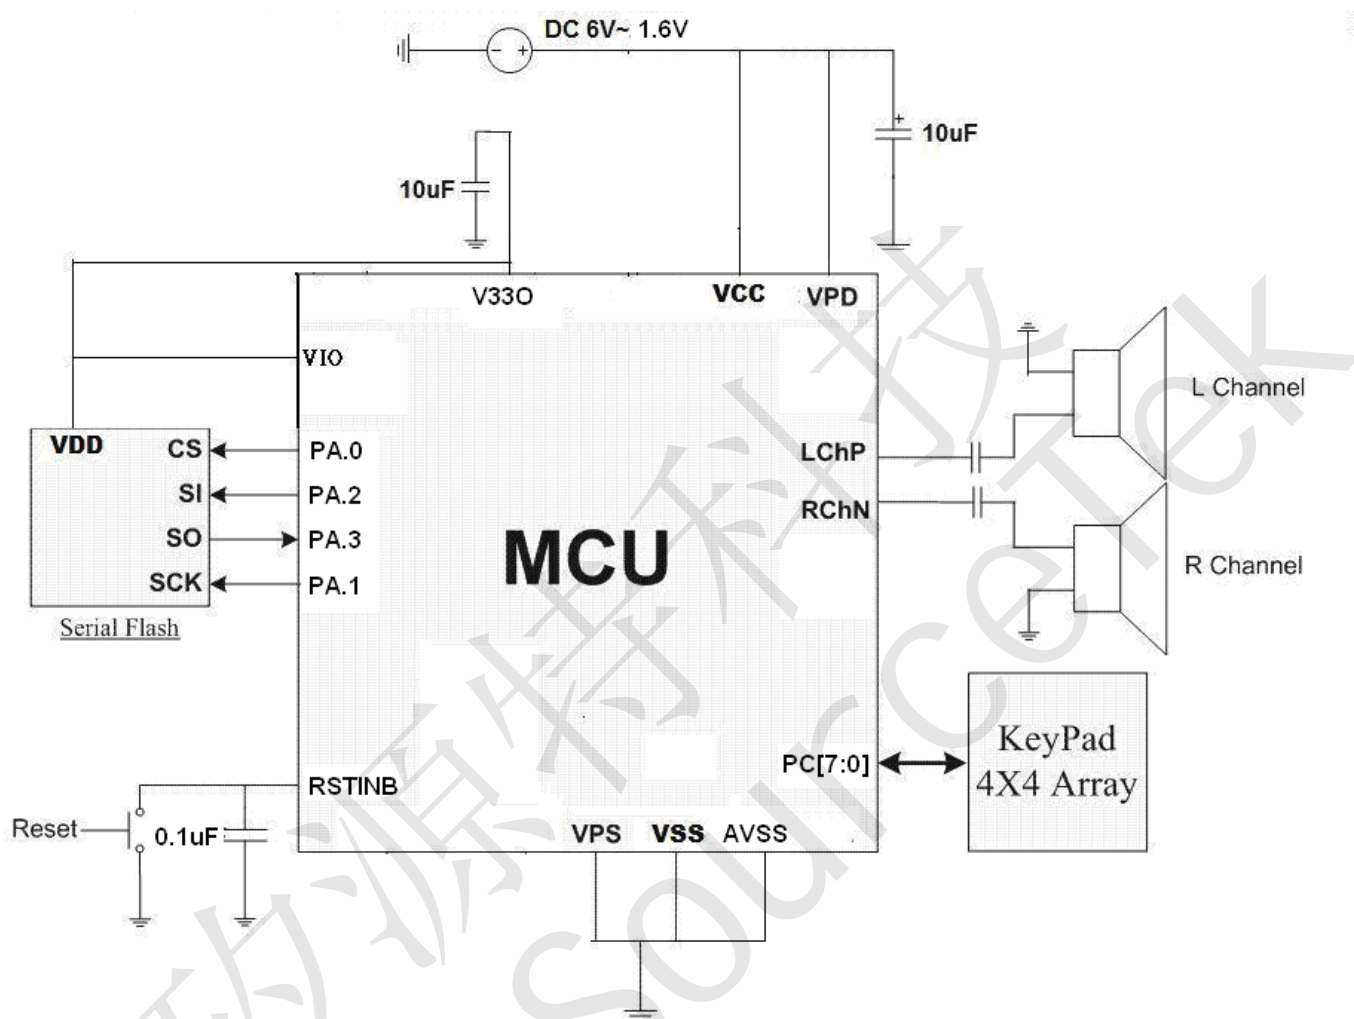 DC 6V~ 1.6V
10uF
10uF
V33O
VCC
VPD
VIO
L Channel
VDD
CS
PA.0
LChP
SI
PA.2
RChN
SO
PA.3
MCU
R Channel
SCK
PA.1
Serial Flash
KeyPad
4X4 Array
PC[7:0]
RSTINB
Reset
0.1uF
VPS
VSS
AVSS
源特科技
SourceTek